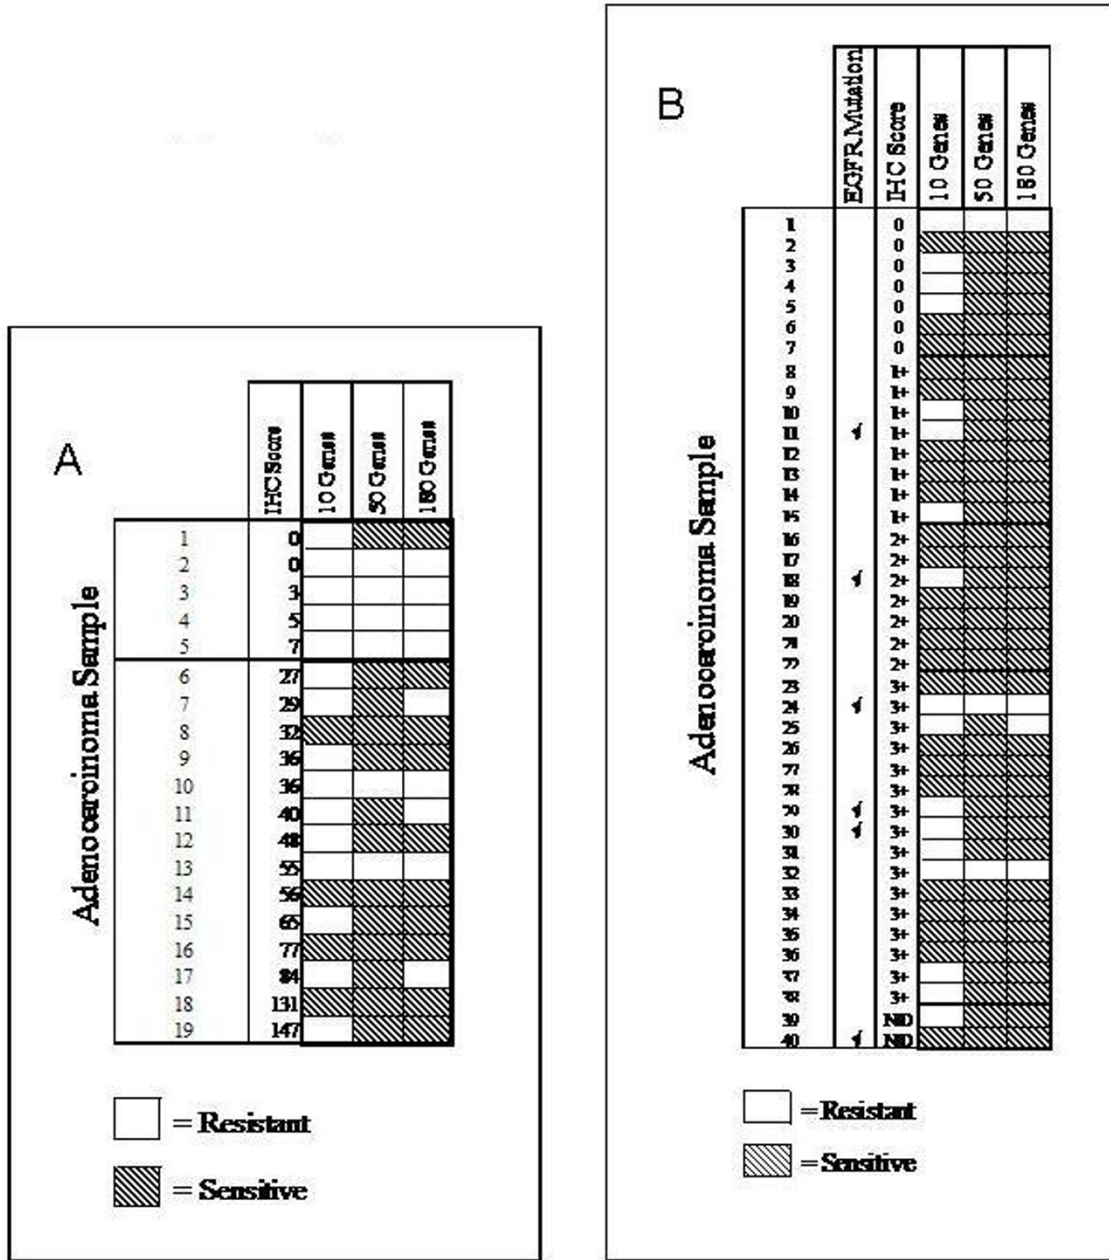 A
Adenocaroinoma Sample
IHC Score
10 Genes
50 Genes
180 Genes
1 0
2 0
3 3
4 5
5 7
6 27
7 29
8 32
9 36
10 36
11 40
12 48
13 55
14 56
15 65
16 77
17 84
18 131
19 147
= Resistant
= Sensitive
B
Adenocaroinoma Sample
EGFR Mutation
IHC Score
10 Genes
50 Genes
180 Genes
1 0
2 0
3 0
4 0
5 0
6 0
7 0
8 1+
9 1+
10 1+
11 √ 1+
12 1+
13 1+
14 1+
15 1+
16 2+
17 2+
18 √ 2+
19 2+
20 2+
21 2+
22 2+
23 3+
24 √ 3+
25 3+
26 3+
27 3+
28 3+
29 √ 3+
30 √ 3+
31 3+
32 3+
33 3+
34 3+
35 3+
36 3+
37 3+
38 3+
39 ND
40 √ ND
= Resistant
= Sensitive